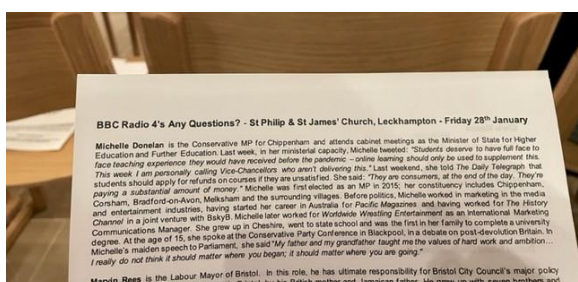 BBC Radio 4's Any Questions? - St Philip & St James' Church, Leckhampton - Friday 28th January
Michelle Donelan is the Conservative MP for Chippenham and attends cabinet meetings as the Minister of State for Higher
Education and Further Education. Last week, in her ministerial capacity, Michelle tweeted: "Students deserve to have full face to
face teaching experience they would have received before the pandemic – online learning should only be used to supplement this.
This week I am personally calling Vice-Chancellors who aren't delivering this." Last weekend, she told The Daily Telegraph that
students should apply for refunds on courses if they are unsatisfied. She said: "They are consumers, at the end of the day. They're
paying a substantial amount of money." Michelle was first elected as an MP in 2015; her constituency includes Chippenham,
Corsham, Bradford-on-Avon, Melksham and the surrounding villages. Before politics, Michelle worked in marketing in the media
and entertainment industries, having started her career in Australia for Pacific Magazines and having worked for The History
Channel in a joint venture with BskyB. Michelle later worked for Worldwide Wrestling Entertainment as an International Marketing
Communications Manager. She grew up in Cheshire, went to state school and was the first in her family to complete a university
degree. At the age of 15, she spoke at the Conservative Party Conference in Blackpool, in a debate on post-devolution Britain. In
Michelle's maiden speech to Parliament, she said "My father and my grandfather taught me the values of hard work and ambition…
I really do not think it should matter where you began; it should matter where you are going."
Marvin Rees is the Labour Mayor of Bristol. In this role, he has ultimate responsibility for Bristol City Council's major policy